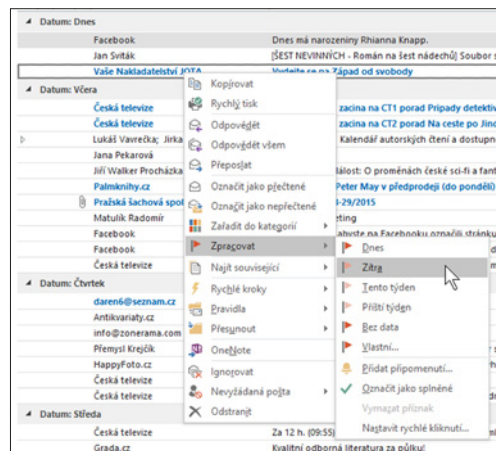 Datum: Dnes
Facebook Dnes má narozeniny Rhianna Knapp.
Jan Sviták [ŠEST NEVINNÝCH - Román na šest nádechů] Soubor
Vaše Nakladatelství JOTA Vydejte se na Západ od svobody
Datum: Včera
Kopírovat
Rychlý tisk
Česká televize zacina na CT1 porad Pripady detektiv
Česká televize zacina na CT2 porad Na ceste po Jin
Odpovědět
Lukáš Vavrečka; Jirka Kalendář autorských čtení a dostupn
Odpovědět všem
Jana Pekarová
Přeposlat
Jiří Walker Procházka álost: O proměnách české sci-fi a fant
Palmknihy.cz Peter May v předprodeji (do pondělí)
Označit jako přečtené
Pražská šachová spol -29/2015
Označit jako nepřečtené
Matulík Radomír eting
Zařadit do kategorií
Facebook abyste na Facebooku označili stránku
Facebook
Zpracovat
Dnes
Česká televize
Najít související
Zítra
Datum: Čtvrtek
Rychlé kroky
Tento týden
daren6@seznam.cz
Pravidla
Příští týden
Antikvariaty.cz
Přesunout
Bez data
info@zonerama.com
OneNote
Vlastní...
Přemysl Krejčík
HappyFoto.cz
Ignorovat
Přidat připomenutí...
Česká televize
Nevyžádaná pošta
Označit jako splněné
Česká televize
Odstranit
Vymazat příznak
Datum: Středa
Nastavit rychlé kliknutí...
Česká televize Za 12 h. (09:55)
Grada.cz Kvalitní odborná literatura za půlku!